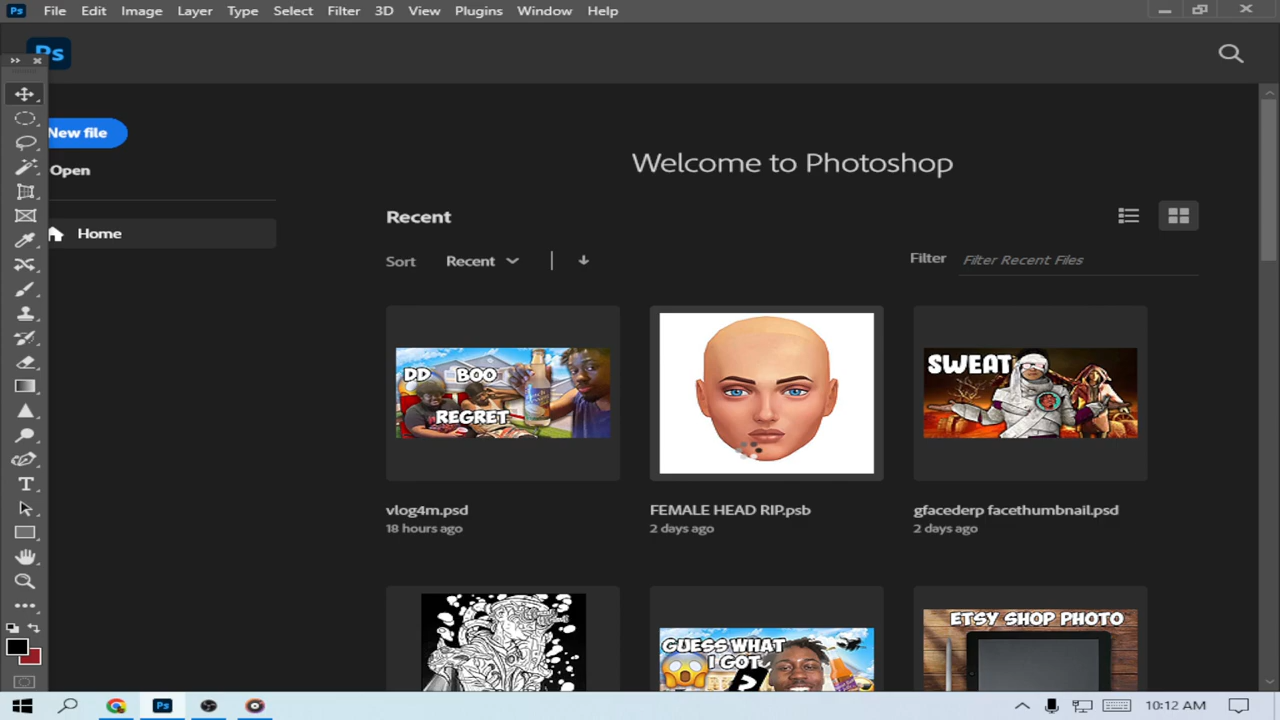 Ps File Edit Image Layer Type Select Filter 3D View Plugins Window Help
Ps
New file
Open
Welcome to Photoshop
Recent
Home
Sort Recent
Filter Filter Recent Files
DD BOO
REGRET
SWEAT
vlog4m.psd
18 hours ago
FEMALE HEAD RIP.psb
2 days ago
gfacederp facethumbnail.psd
2 days ago
GUESS WHAT
I GOT
?
ETSY SHOP PHOTO
T
Ps
10:12 AM